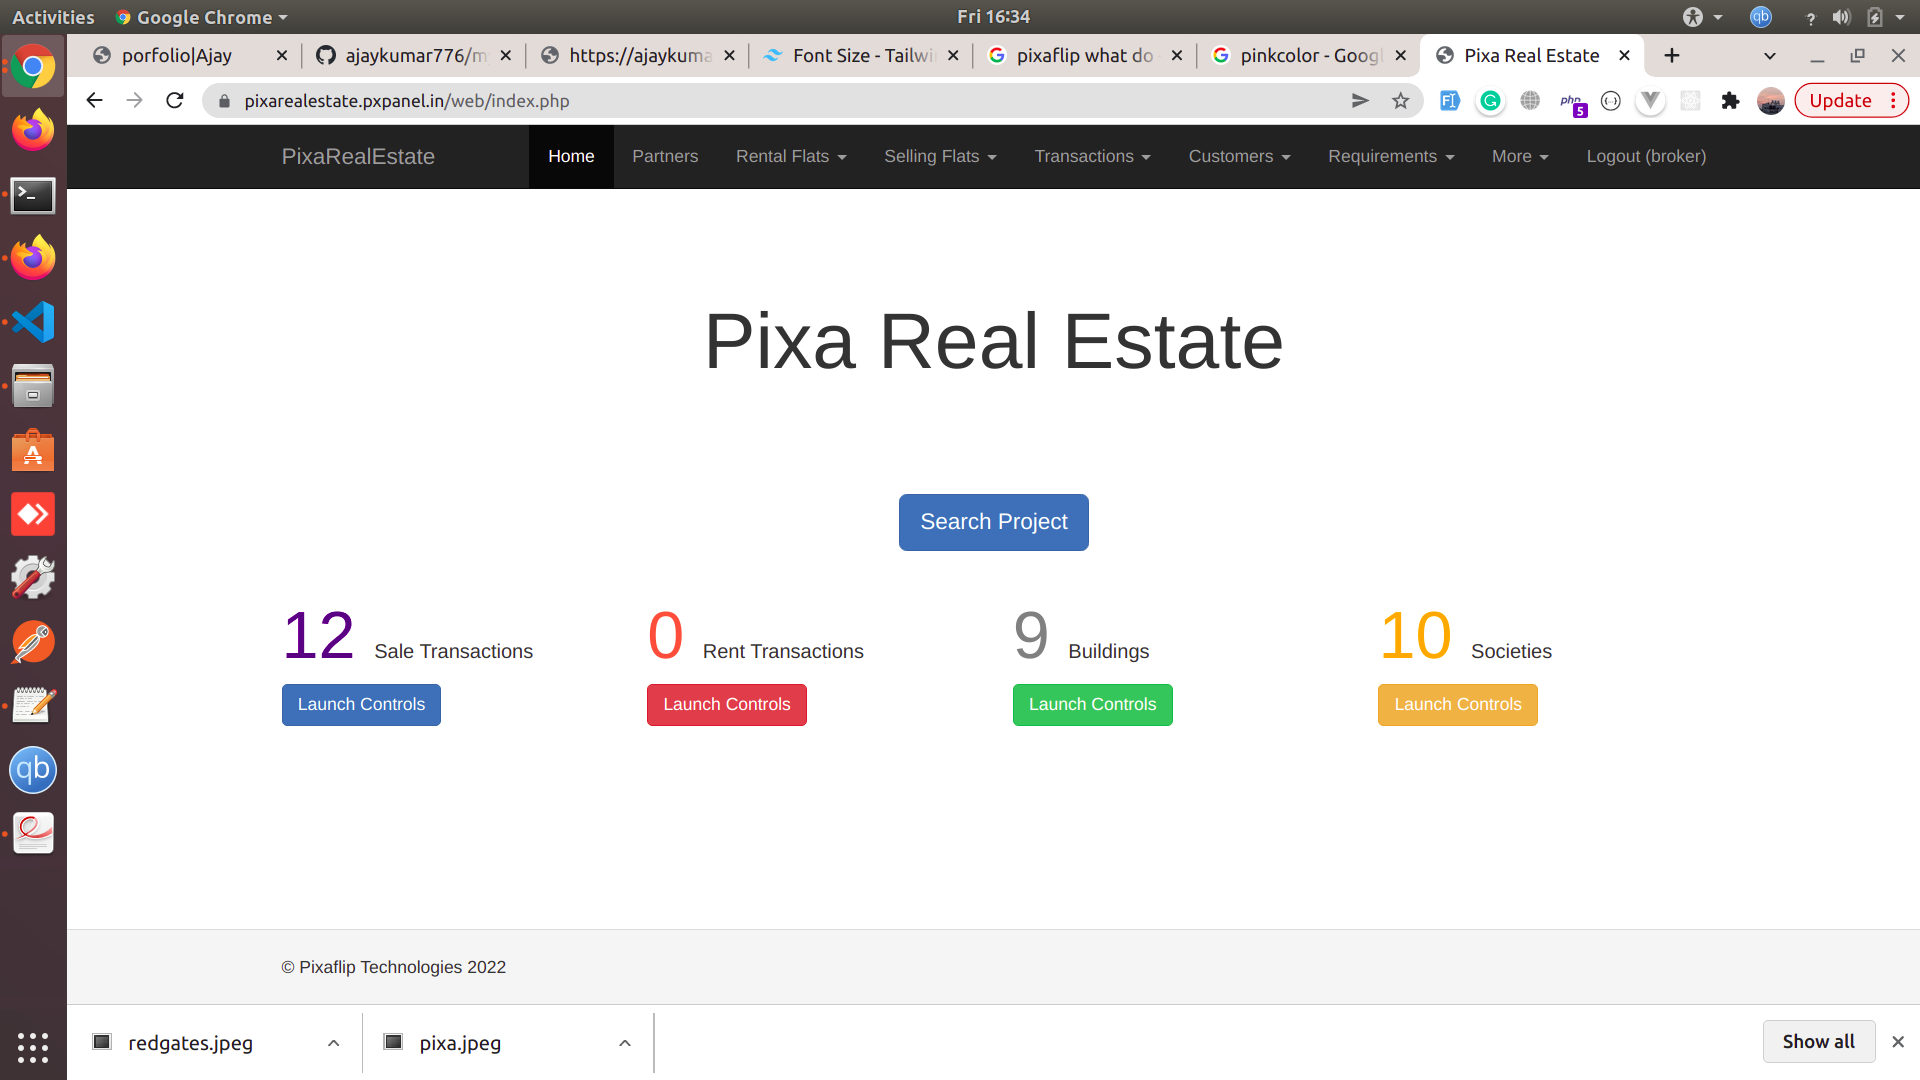 Activities Google Chrome Fri 16:34
porfolio|Ajay ajaykumar776/m https://ajaykuma Font Size - Tailwi pixaflip what do pinkcolor - Googl Pixa Real Estate
pixarealestate.pxpanel.in/web/index.php php 5 Update
PixaRealEstate Home Partners Rental Flats Selling Flats Transactions Customers Requirements More Logout (broker)
Pixa Real Estate
Search Project
12 Sale Transactions 0 Rent Transactions 9 Buildings 10 Societies
Launch Controls Launch Controls Launch Controls Launch Controls
qb
© Pixaflip Technologies 2022
redgates.jpeg pixa.jpeg Show all